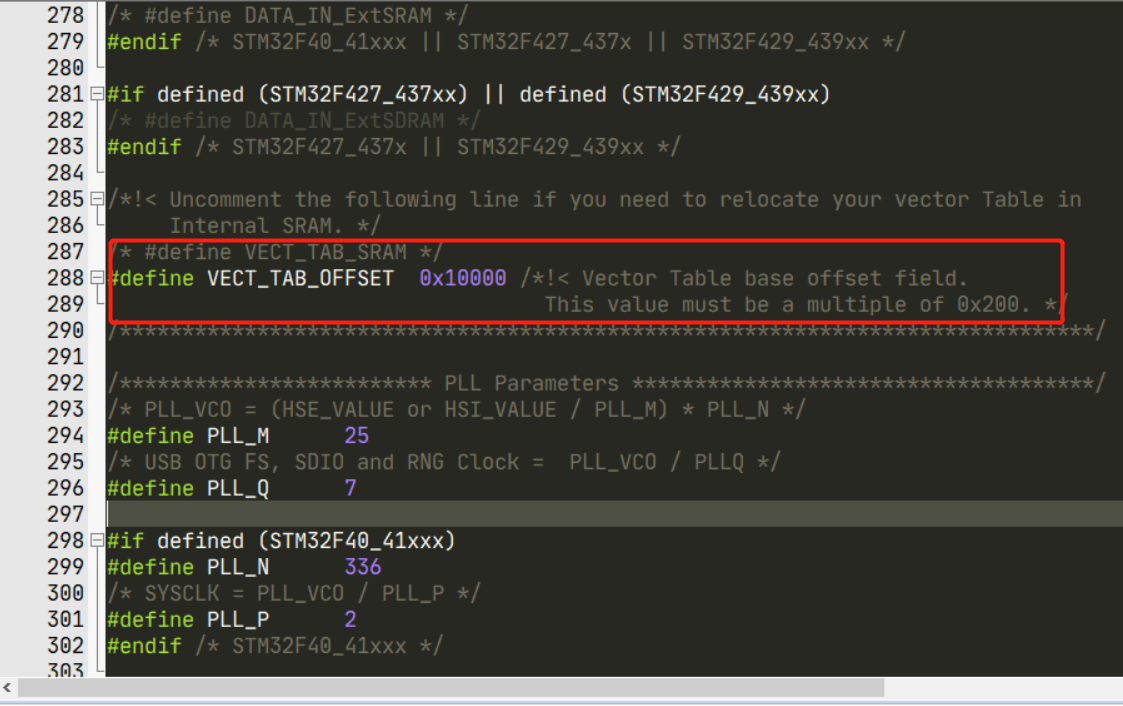 278 /* #define DATA_IN_ExtSRAM */
279 #endif /* STM32F40_41xxx || STM32F427_437x || STM32F429_439xx */
280
281 #if defined (STM32F427_437xx) || defined (STM32F429_439xx)
282 /* #define DATA_IN_ExtSDRAM */
283 #endif /* STM32F427_437x || STM32F429_439xx */
284
285 /*!< Uncomment the following line if you need to relocate your vector Table in
286 Internal SRAM. */
287 /* #define VECT_TAB_SRAM */
288 #define VECT_TAB_OFFSET 0x10000 /*!< Vector Table base offset field.
289 This value must be a multiple of 0x200. */
290 /******************************************************************************/
291
292 /************************* PLL Parameters *************************************/
293 /* PLL_VCO = (HSE_VALUE or HSI_VALUE / PLL_M) * PLL_N */
294 #define PLL_M 25
295 /* USB OTG FS, SDIO and RNG Clock = PLL_VCO / PLLQ */
296 #define PLL_Q 7
297
298 #if defined (STM32F40_41xxx)
299 #define PLL_N 336
300 /* SYSCLK = PLL_VCO / PLL_P */
301 #define PLL_P 2
302 #endif /* STM32F40_41xxx */
303